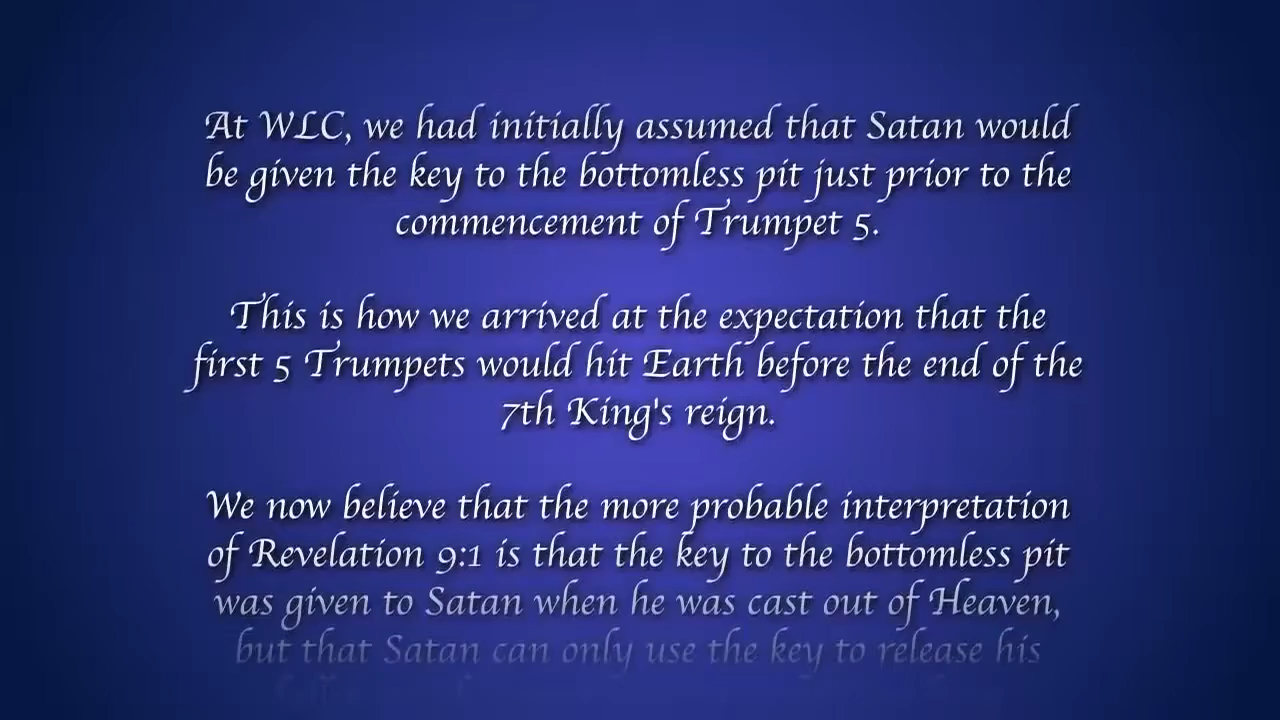 At WLC, we had initially assumed that Satan would
be given the key to the bottomless pit just prior to the
commencement of Trumpet 5.
This is how we arrived at the expectation that the
first 5 Trumpets would hit Earth before the end of the
7th King's reign.
We now believe that the more probable interpretation
of Revelation 9:1 is that the key to the bottomless pit
was given to Satan when he was cast out of Heaven,
but that Satan can only use the key to release his